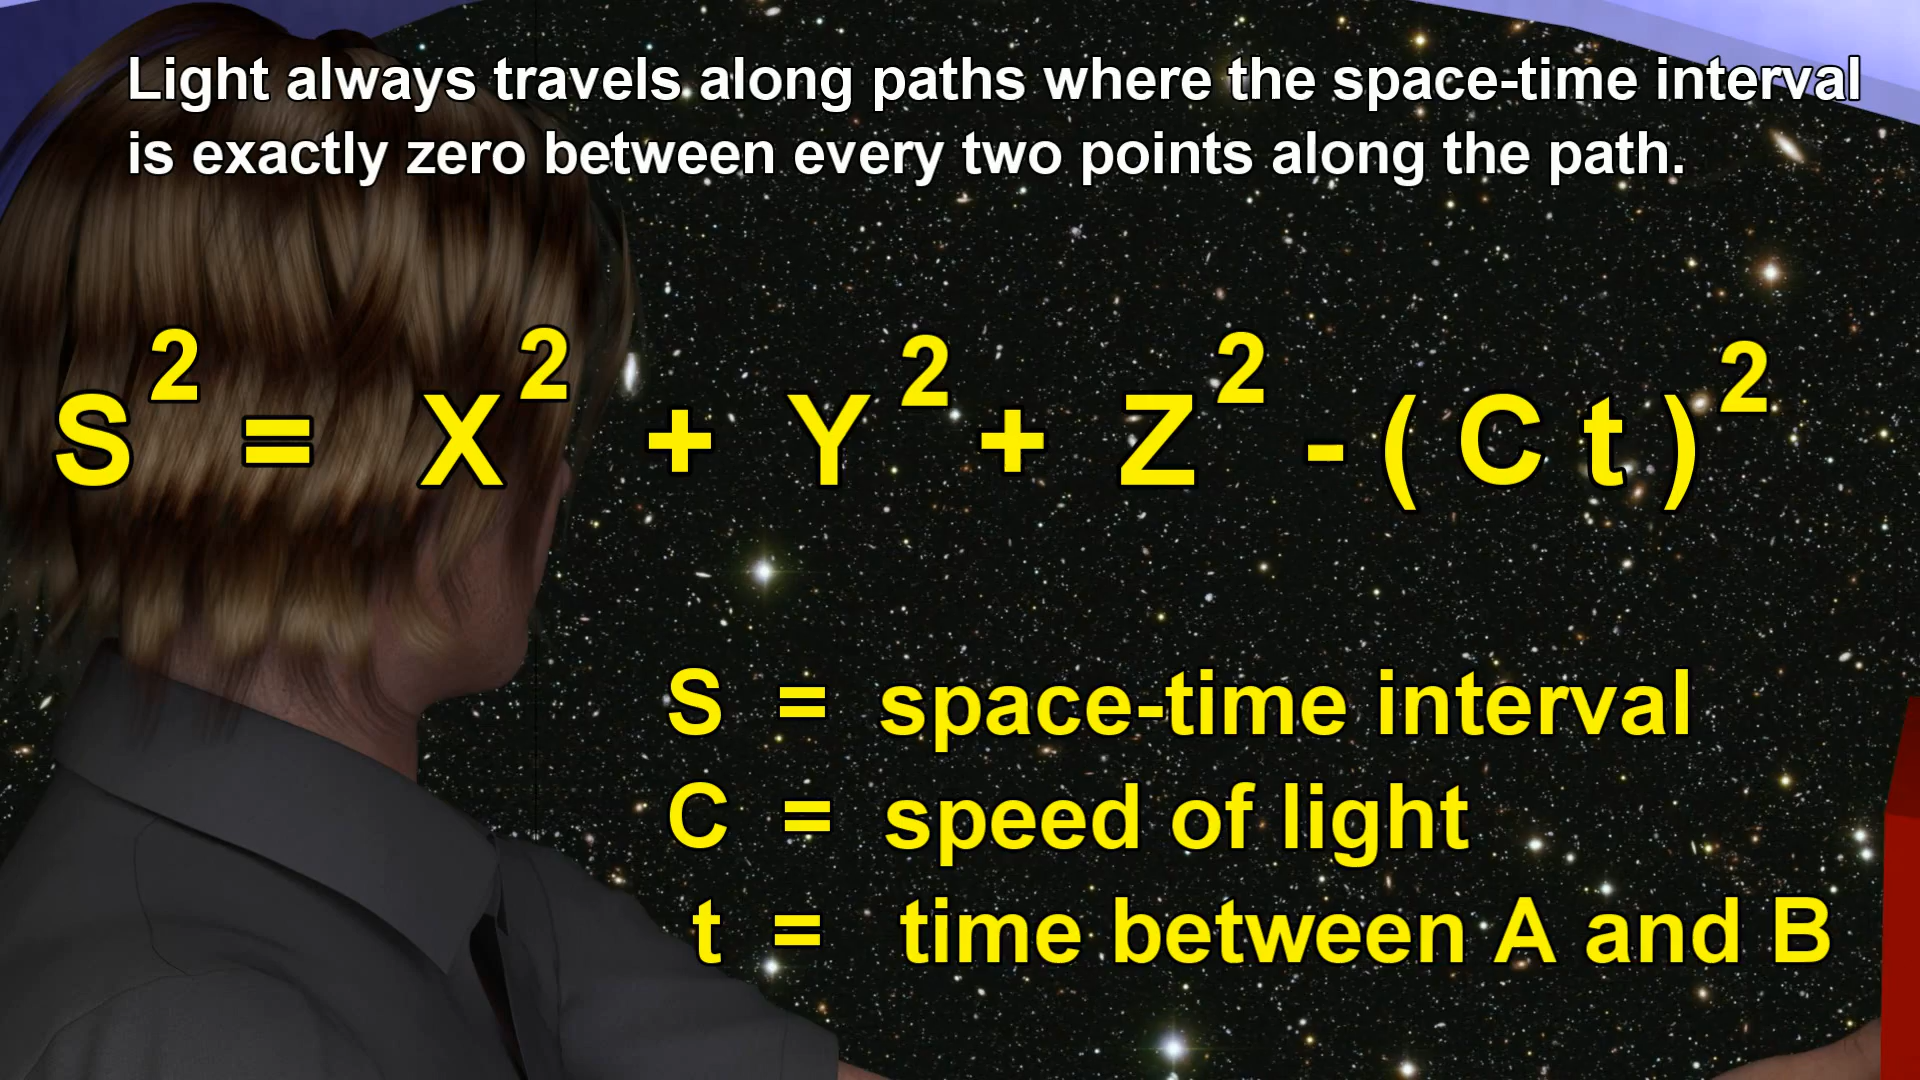 Light always travels along paths where the space-time interval
is exactly zero between every two points along the path.
S² = X² + Y² + Z² - ( C t )²
S = space-time interval
C = speed of light
t = time between A and B